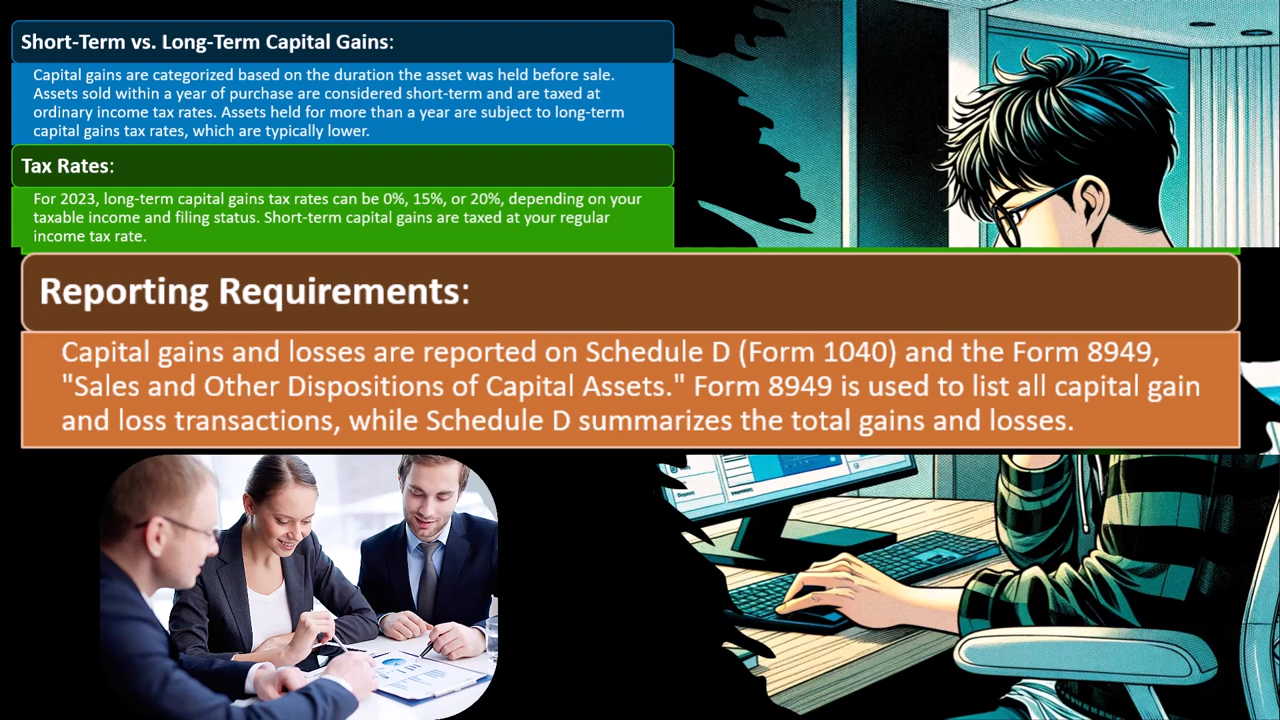 Short-Term vs. Long-Term Capital Gains:
Capital gains are categorized based on the duration the asset was held before sale.
Assets sold within a year of purchase are considered short-term and are taxed at
ordinary income tax rates. Assets held for more than a year are subject to long-term
capital gains tax rates, which are typically lower.
Tax Rates:
For 2023, long-term capital gains tax rates can be 0%, 15%, or 20%, depending on your
taxable income and filing status. Short-term capital gains are taxed at your regular
income tax rate.
Reporting Requirements:
Capital gains and losses are reported on Schedule D (Form 1040) and the Form 8949,
"Sales and Other Dispositions of Capital Assets." Form 8949 is used to list all capital gain
and loss transactions, while Schedule D summarizes the total gains and losses.